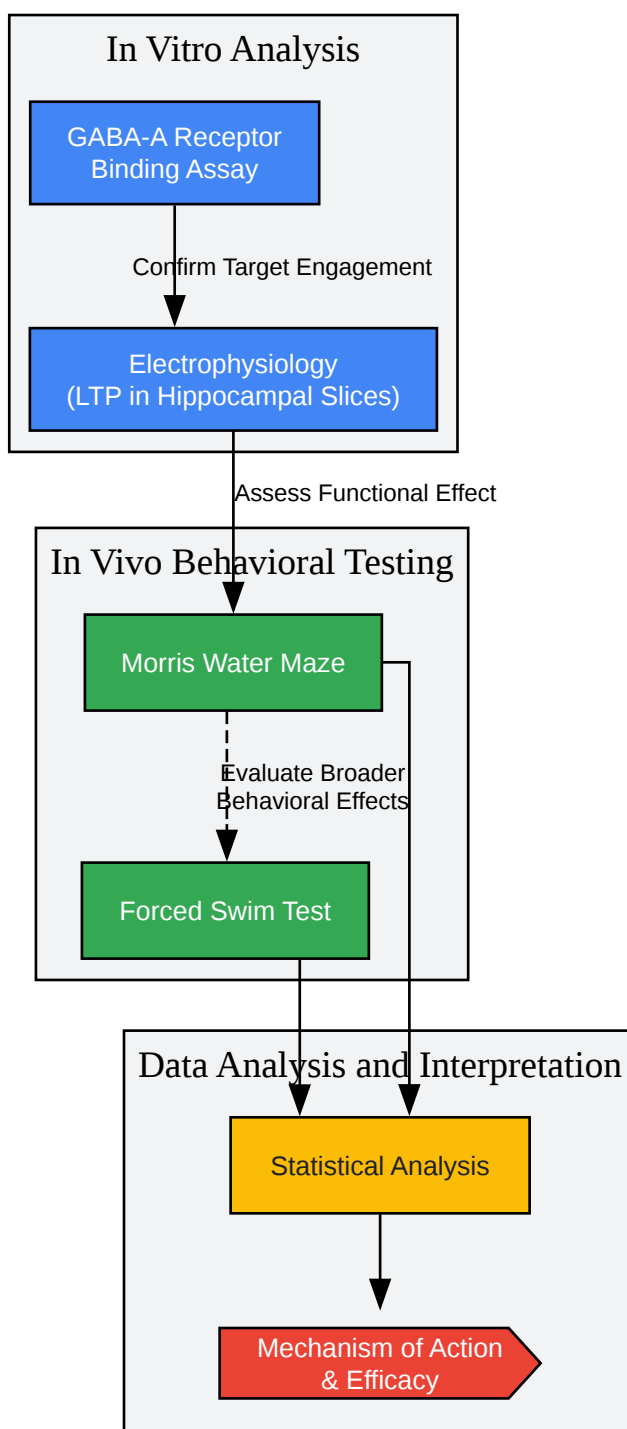 In Vitro Analysis
GABA-A Receptor
Binding Assay
Confirm Target Engagement
Electrophysiology
(LTP in Hippocampal Slices)
Assess Functional Effect
In Vivo Behavioral Testing
Morris Water Maze
Evaluate Broader
Behavioral Effects
Forced Swim Test
Data Analysis and Interpretation
Statistical Analysis
Mechanism of Action
& Efficacy